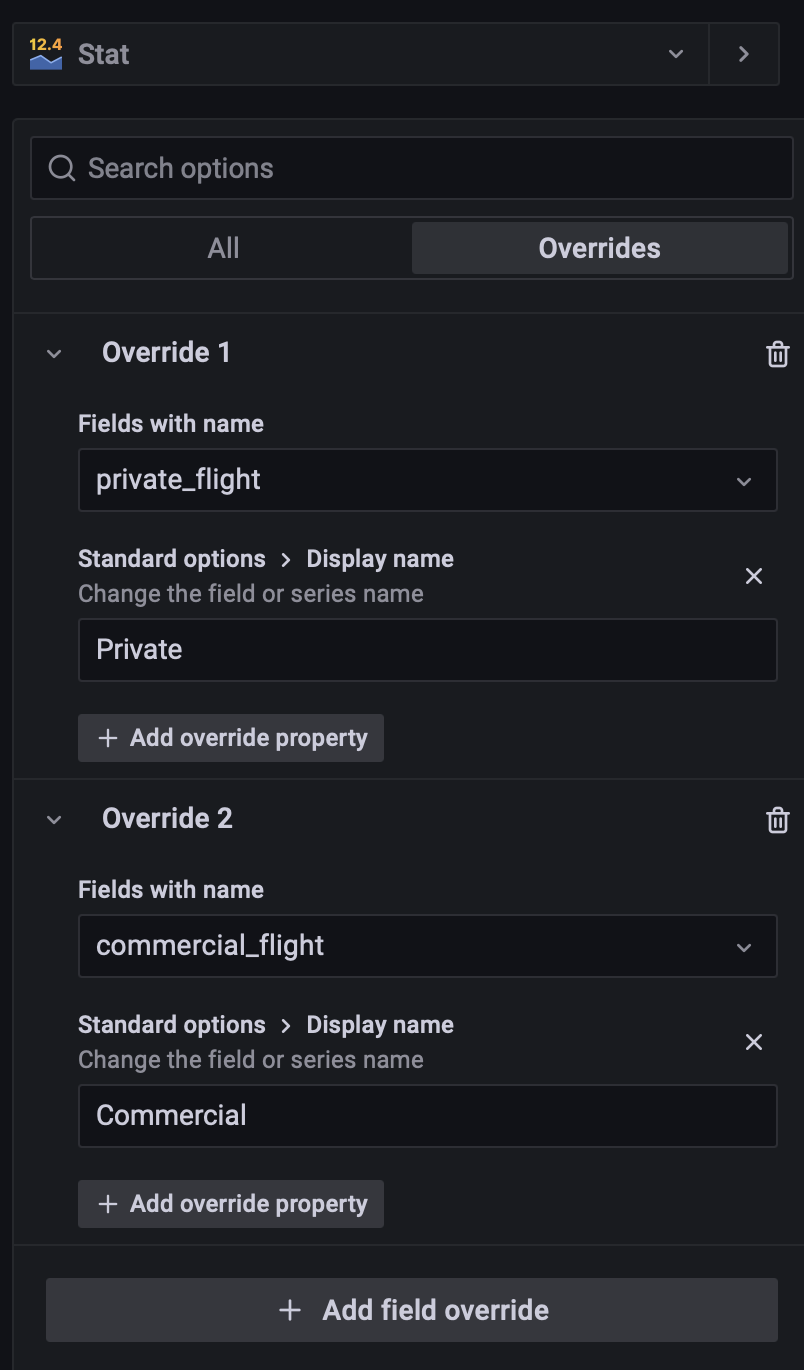 12.4
Stat
Search options
All
Overrides
Override 1
Fields with name
private_flight
Standard options > Display name
Change the field or series name
Private
+ Add override property
Override 2
Fields with name
commercial_flight
Standard options > Display name
Change the field or series name
Commercial
+ Add override property
+ Add field override